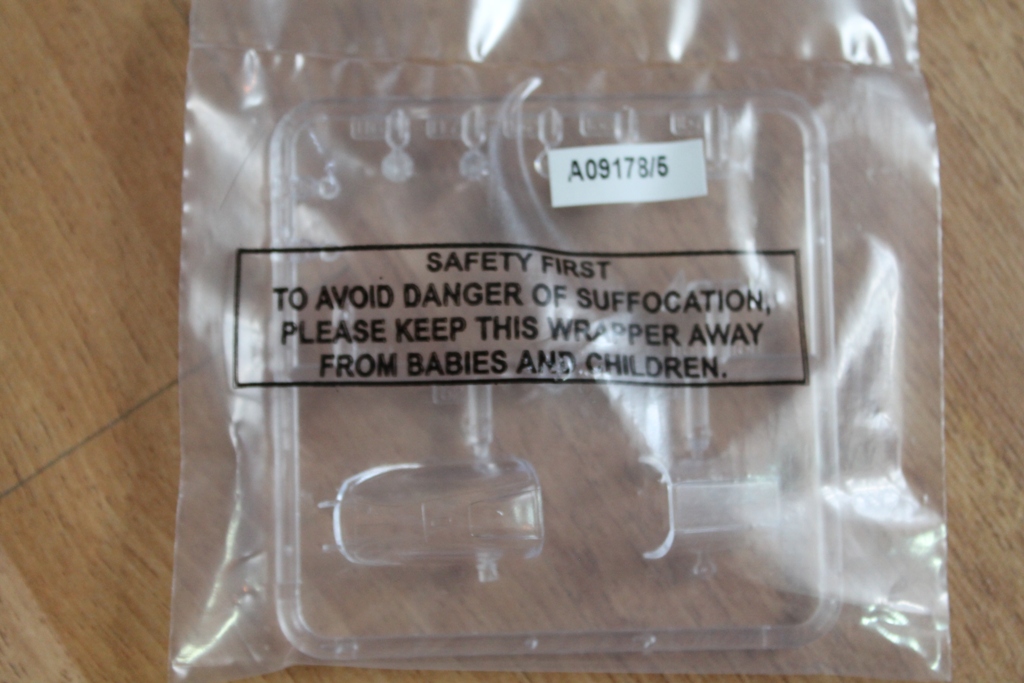 A09178/5
SAFETY FIRST
TO AVOID DANGER OF SUFFOCATION,
PLEASE KEEP THIS WRAPPER AWAY
FROM BABIES AND CHILDREN.